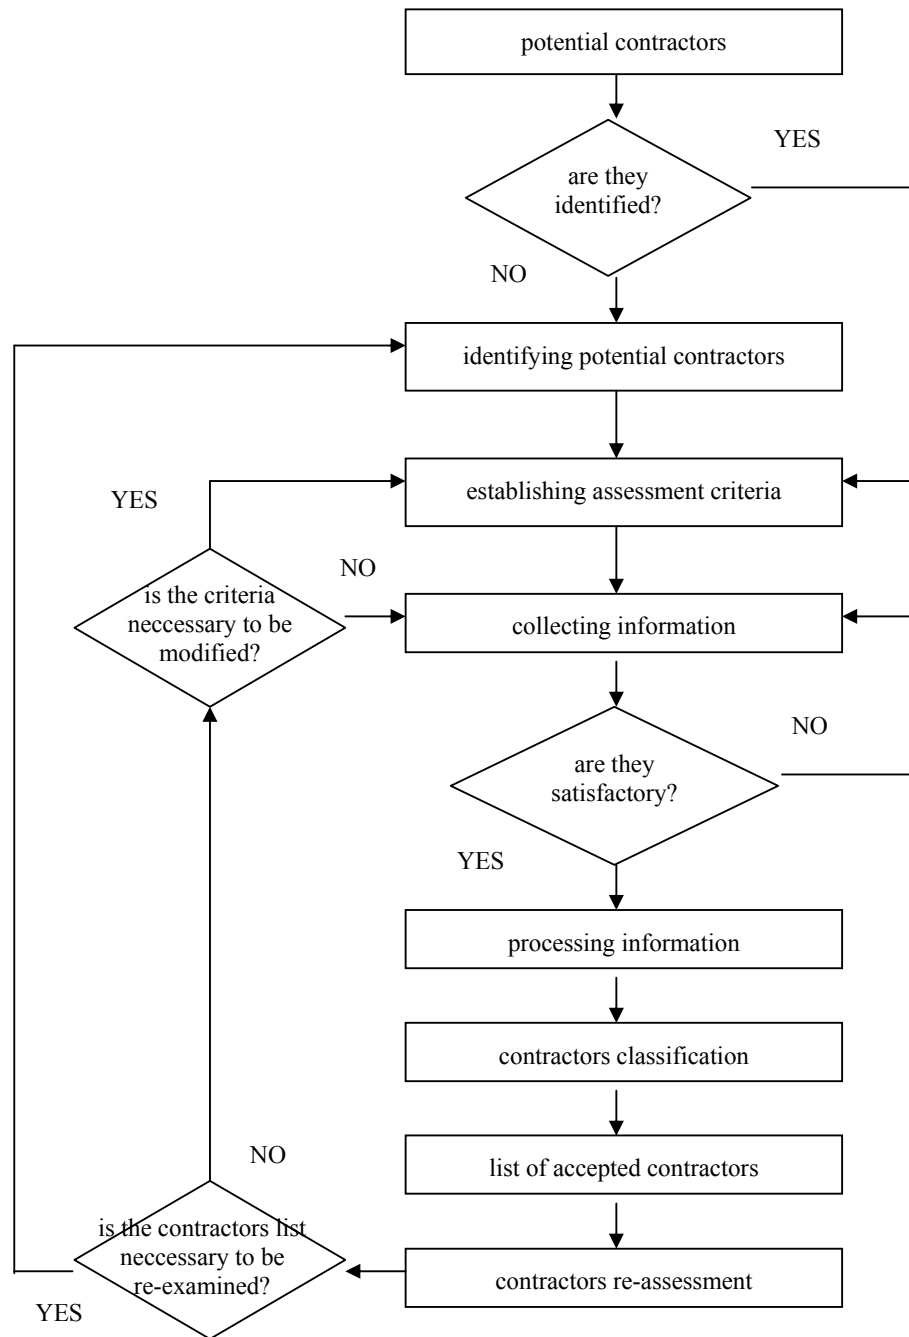 potential contractors
YES
are they
identified?
NO
identifying potential contractors
YES
establishing assessment criteria
NO
is the criteria
neccessary to be
modified?
collecting information
NO
are they
satisfactory?
YES
processing information
contractors classification
NO
list of accepted contractors
is the contractors list
neccessary to be
re-examined?
contractors re-assessment
YES